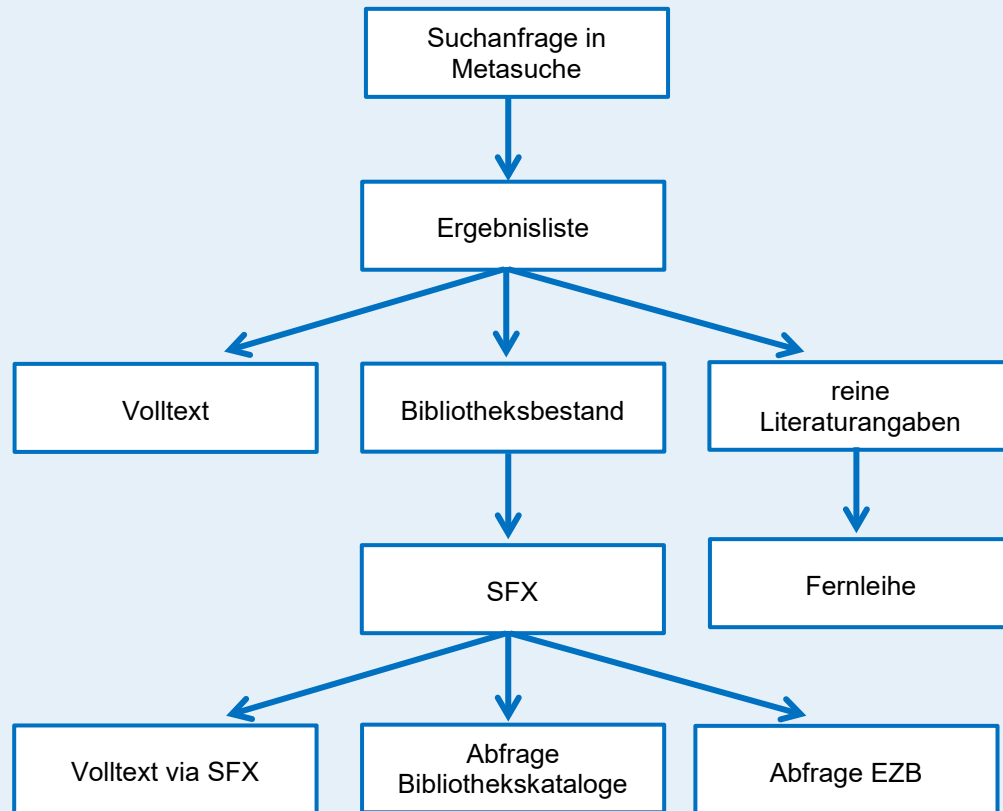 Suchanfrage in
Metasuche
Ergebnisliste
Volltext
Bibliotheksbestand
reine
Literaturangaben
SFX
Fernleihe
Volltext via SFX
Abfrage
Bibliothekskataloge
Abfrage EZB